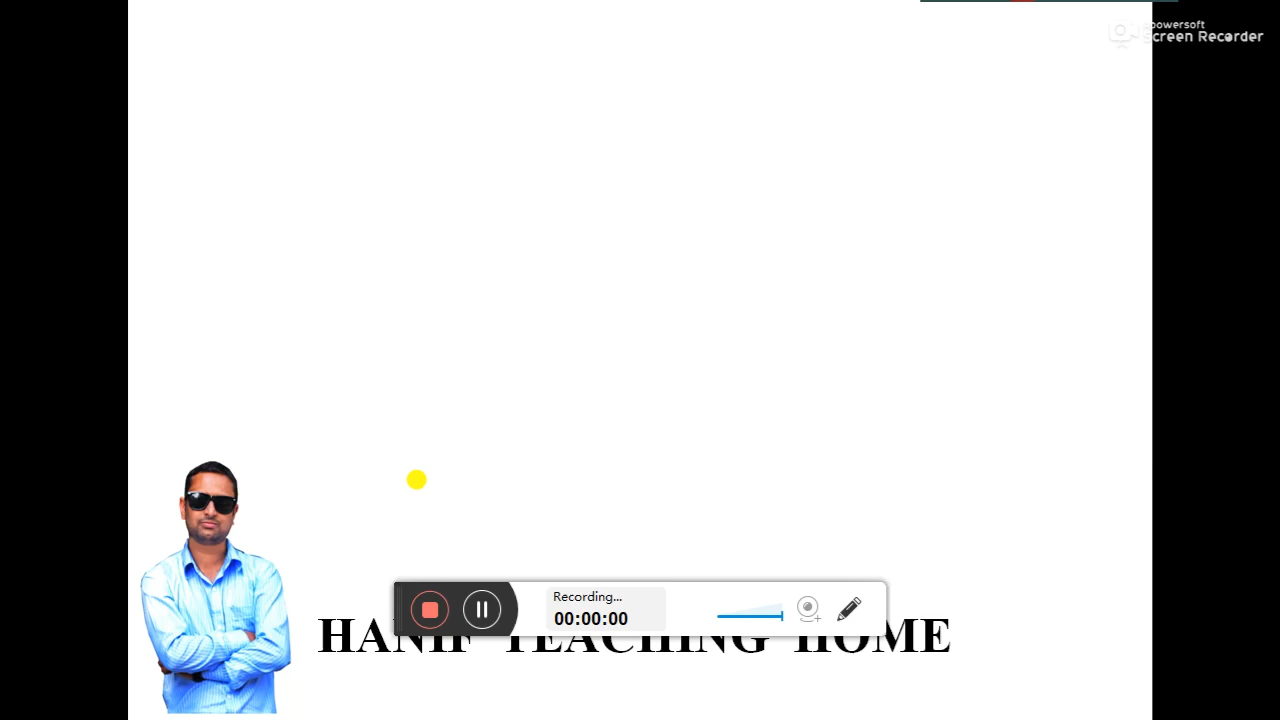 apowersoft
Screen Recorder
Recording...
00:00:00
HANIF TEACHING HOME